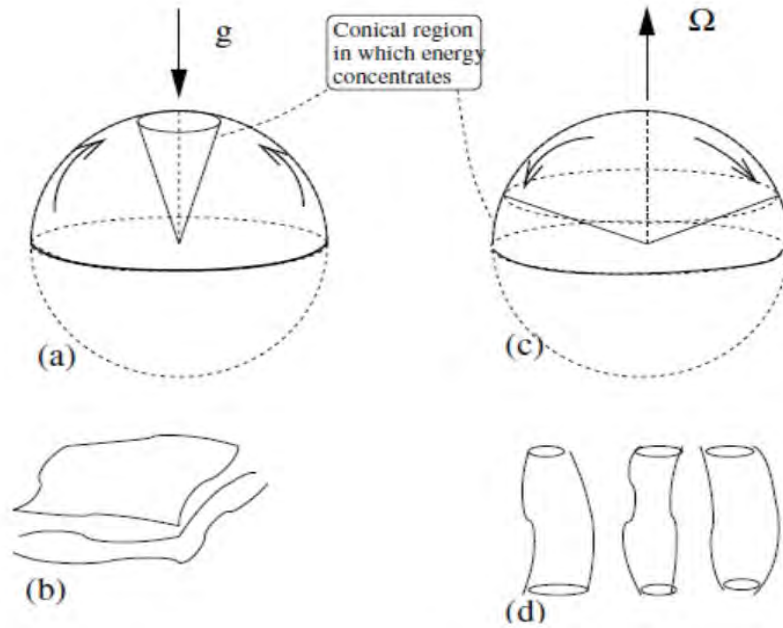 g
Conical region
in which energy
concentrates
Ω
(a)
(c)
(b)
(d)